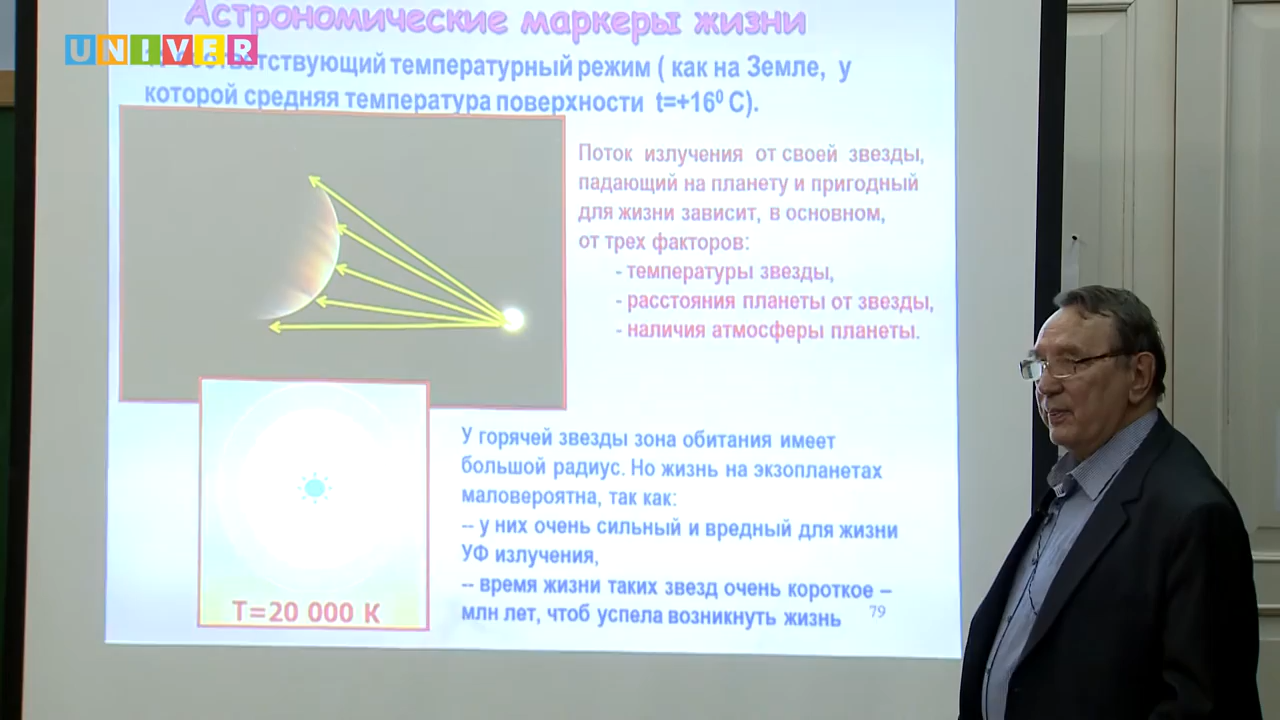 Астрономические маркеры жизни
UNIVER
соответствующий температурный режим ( как на Земле, у
которой средняя температура поверхности t=+16⁰ C).
Поток излучения от своей звезды,
падающий на планету и пригодный
для жизни зависит, в основном,
от трех факторов:
- температуры звезды,
- расстояния планеты от звезды,
- наличия атмосферы планеты.
У горячей звезды зона обитания имеет
большой радиус. Но жизнь на экзопланетах
маловероятна, так как:
-- у них очень сильный и вредный для жизни
УФ излучения,
-- время жизни таких звезд очень короткое –
млн лет, чтоб успела возникнуть жизнь
T=20 000 K
79